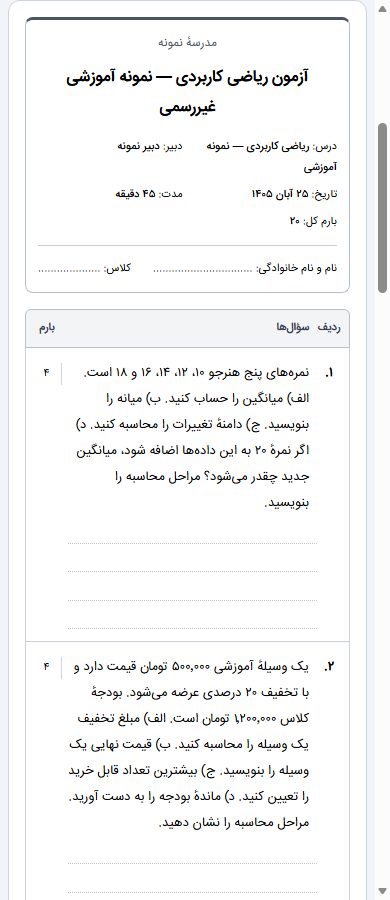 مدرسهٔ نمونه
آزمون ریاضی کاربردی — نمونه آموزشی
غیررسمی
درس: ریاضی کاربردی — نمونه آموزشی
دبیر: دبیر نمونه
تاریخ: ۲۵ آبان ۱۴۰۵
مدت: ۴۵ دقیقه
بارم کل: ۲۰
نام و نام خانوادگی: ................................ کلاس: ....................
ردیف سؤال‌ها بارم
۱. نمره‌های پنج هنرجو ۱۰، ۱۲، ۱۴، ۱۶ و ۱۸ است. ۴
الف) میانگین را حساب کنید. ب) میانه را
بنویسید. ج) دامنهٔ تغییرات را محاسبه کنید. د)
اگر نمرهٔ ۲۰ به این داده‌ها اضافه شود، میانگین
جدید چقدر می‌شود؟ مراحل محاسبه را
بنویسید.
۲. یک وسیلهٔ آموزشی ۵۰۰٬۰۰۰ تومان قیمت دارد و ۴
با تخفیف ۲۰ درصدی عرضه می‌شود. بودجهٔ
کلاس ۱٬۲۰۰٬۰۰۰ تومان است. الف) مبلغ تخفیف
یک وسیله را محاسبه کنید. ب) قیمت نهایی یک
وسیله را بنویسید. ج) بیشترین تعداد قابل خرید
را تعیین کنید. د) ماندهٔ بودجه را به دست آورید.
مراحل محاسبه را نشان دهید.